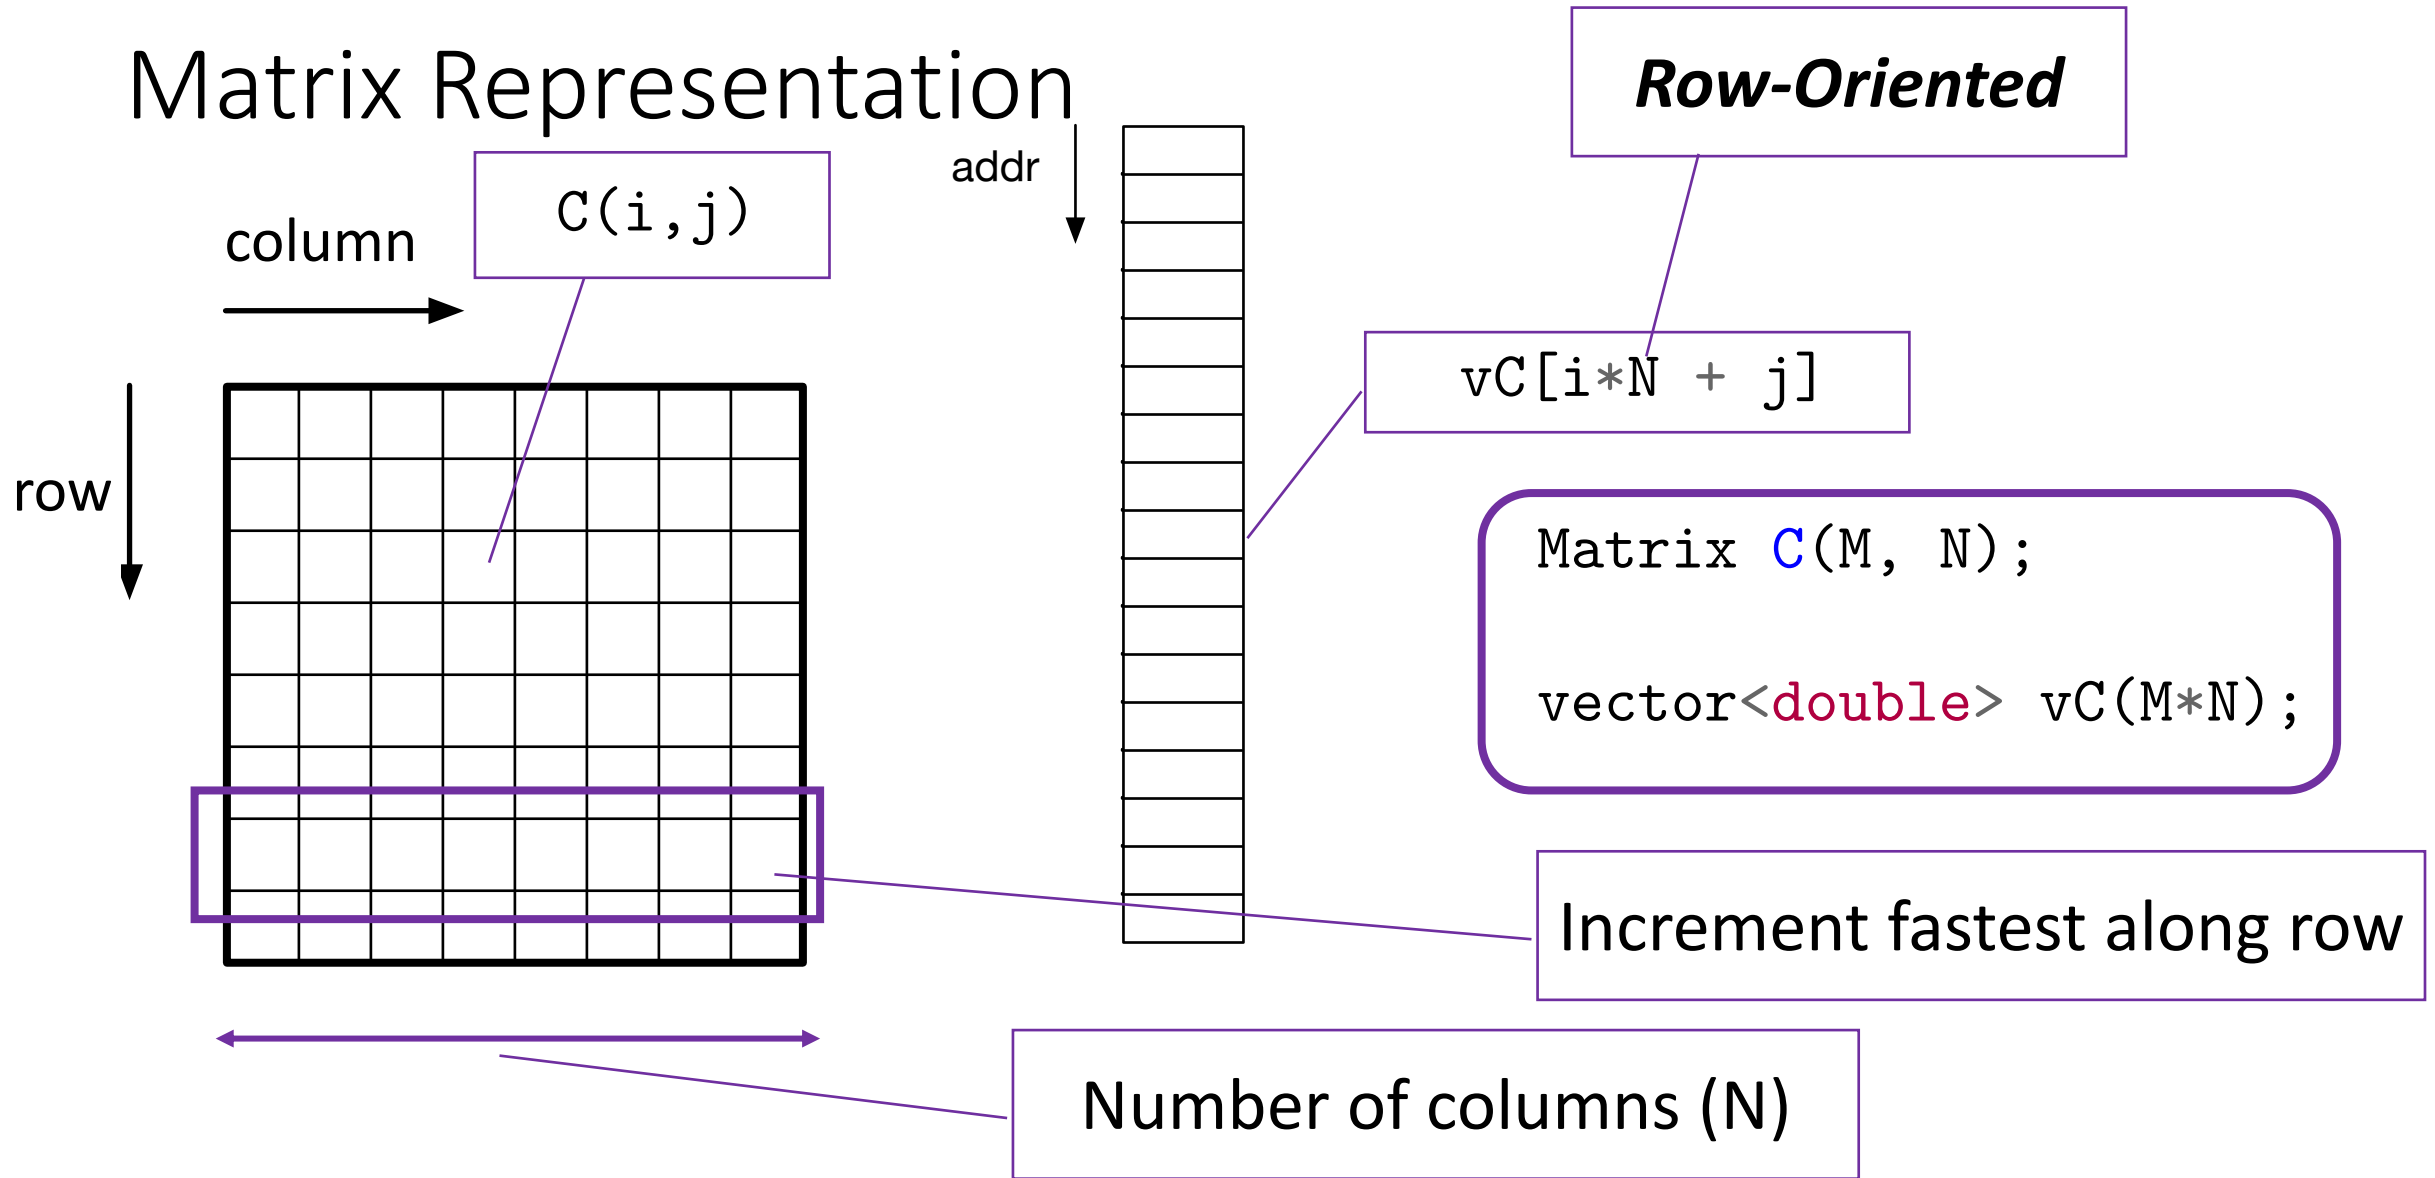 Matrix Representation
Row-Oriented
addr
C(i,j)
column
vC[i*N + j]
row
Matrix C(M, N);
vector<double> vC(M*N);
Increment fastest along row
Number of columns (N)